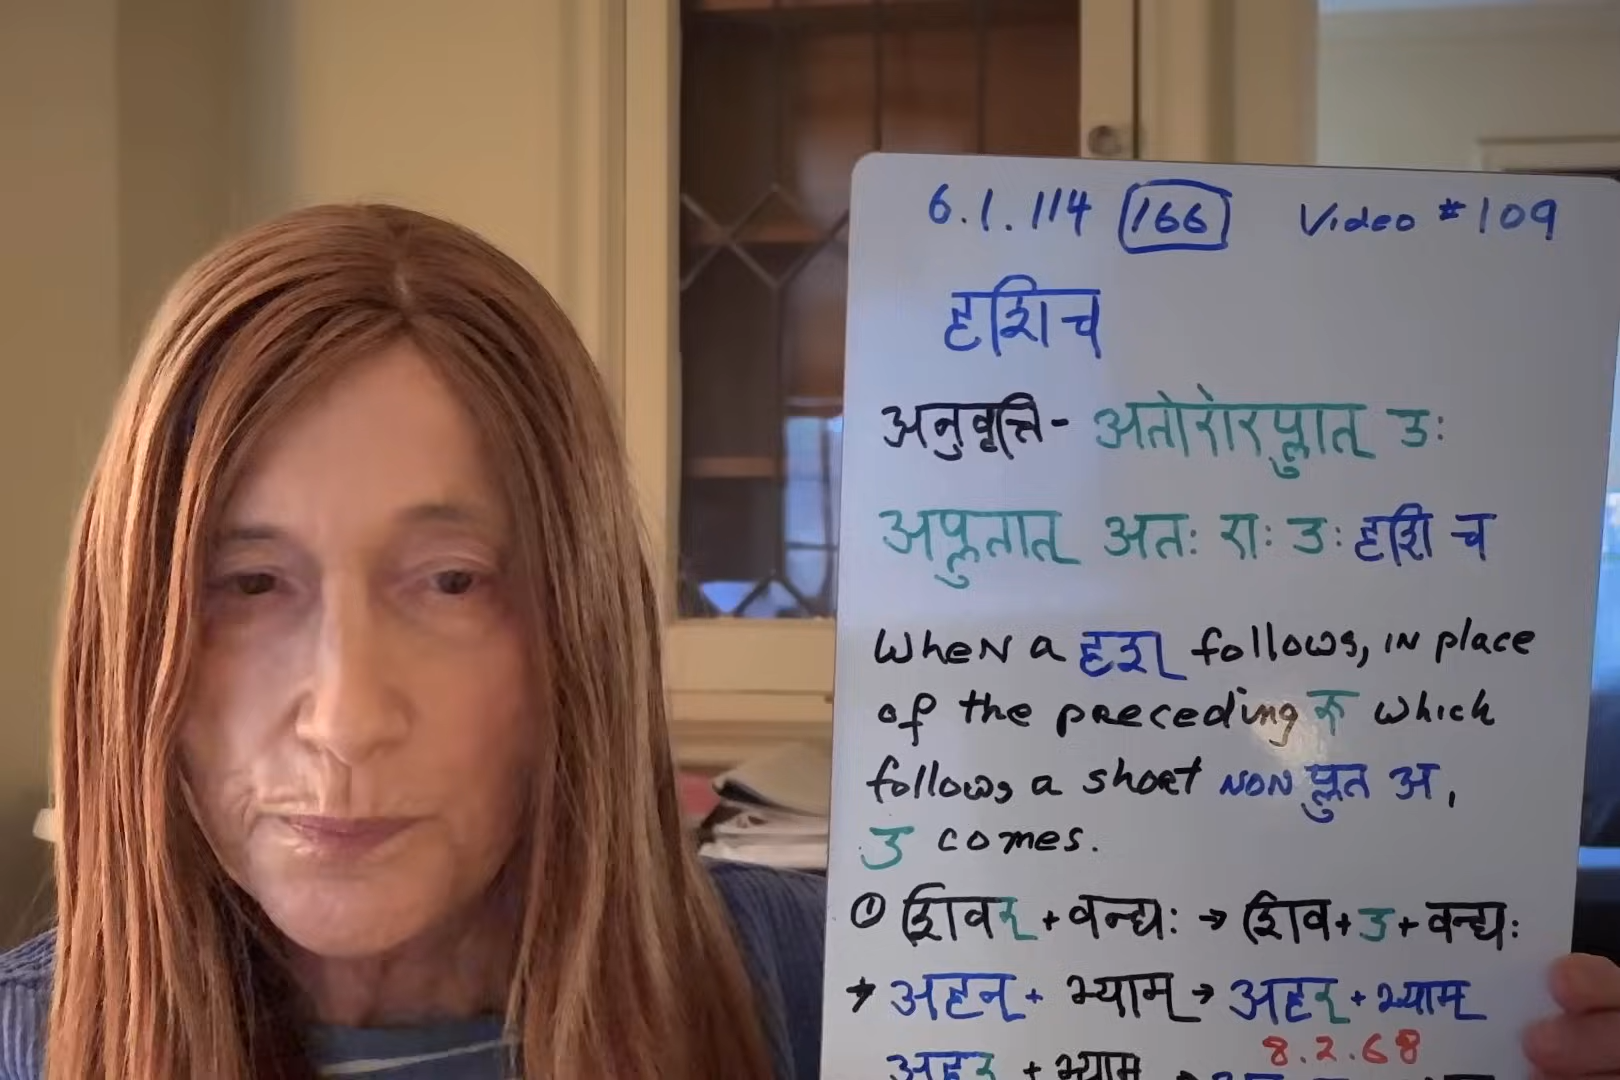 6.1.114 166 Video #109
हशि च
अनुवृत्ति- अतोरोरप्लुतात् उः
अप्लुतात् अतः राः उः हशि च
When a हश् follows, in place
of the preceding रु which
follows a short non प्लुत अ,
उ comes.
① शिवर् + वन्द्यः → शिव + उ + वन्द्यः
→ अहन् + भ्याम् → अहर् + भ्याम्
8.2.68
अहर + भ्याम →